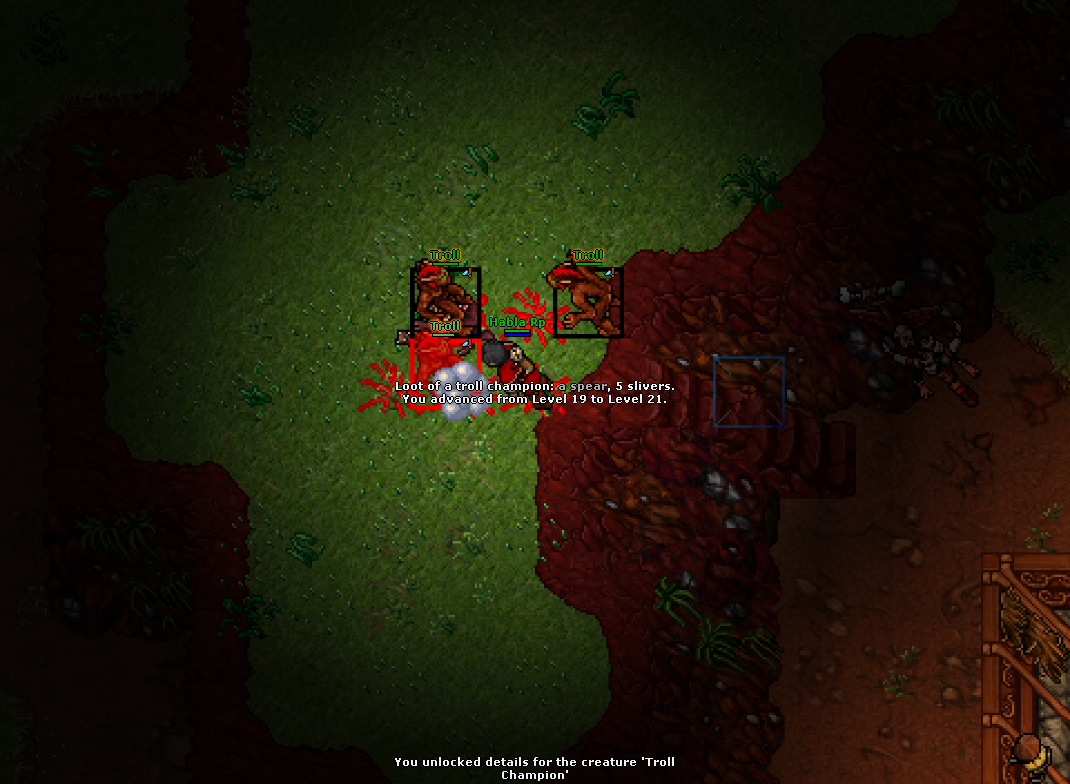 Troll
Troll
Habla Rp
Troll
Loot of a troll champion: a spear, 5 slivers.
You advanced from Level 19 to Level 21.
You unlocked details for the creature 'Troll
Champion'